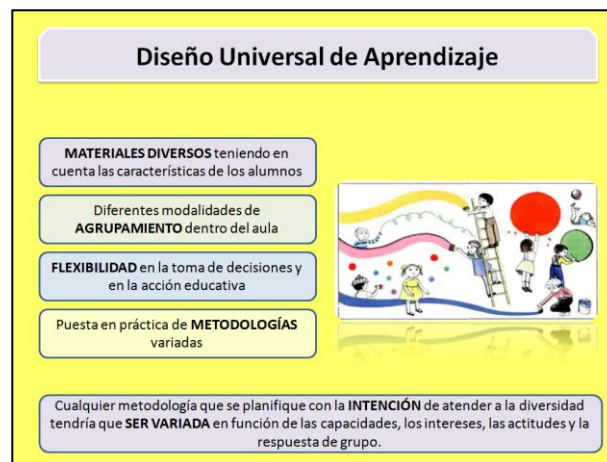 Diseño Universal de Aprendizaje
MATERIALES DIVERSOS teniendo en
cuenta las características de los alumnos
Diferentes modalidades de
AGRUPAMIENTO dentro del aula
FLEXIBILIDAD en la toma de decisiones y
en la acción educativa
Puesta en práctica de METODOLOGÍAS
variadas
Cualquier metodología que se planifique con la INTENCIÓN de atender a la diversidad
tendría que SER VARIADA en función de las capacidades, los intereses, las actitudes y la
respuesta de grupo.